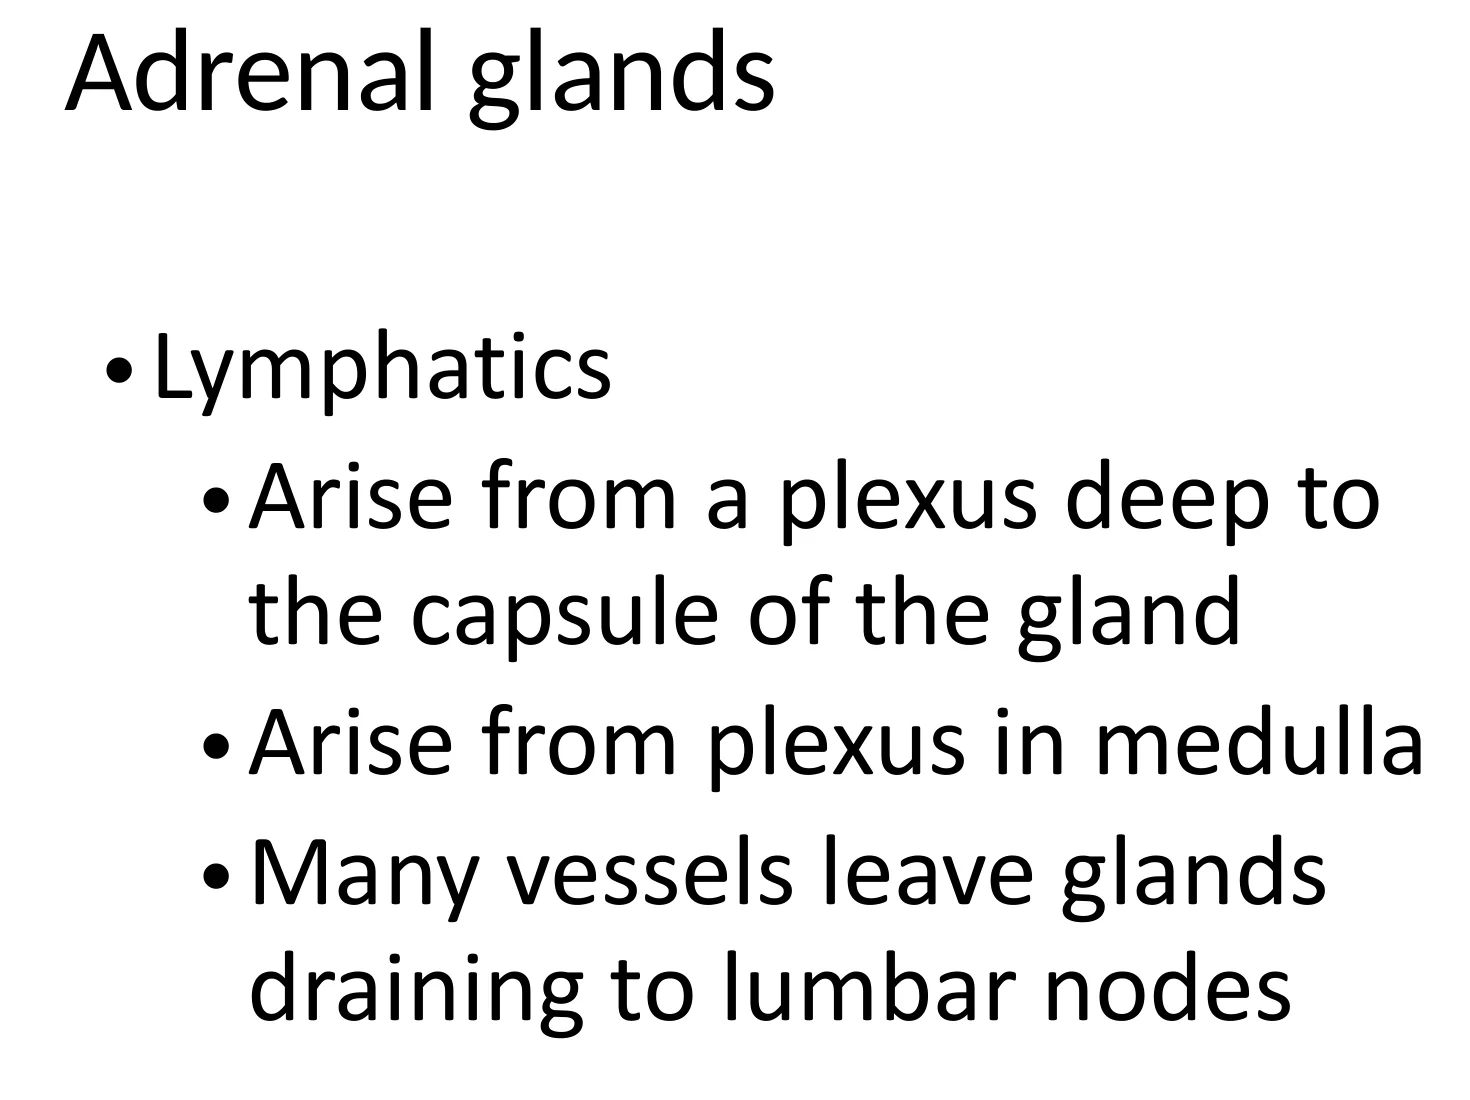 Adrenal glands
• Lymphatics
• Arise from a plexus deep to
the capsule of the gland
• Arise from plexus in medulla
• Many vessels leave glands
draining to lumbar nodes